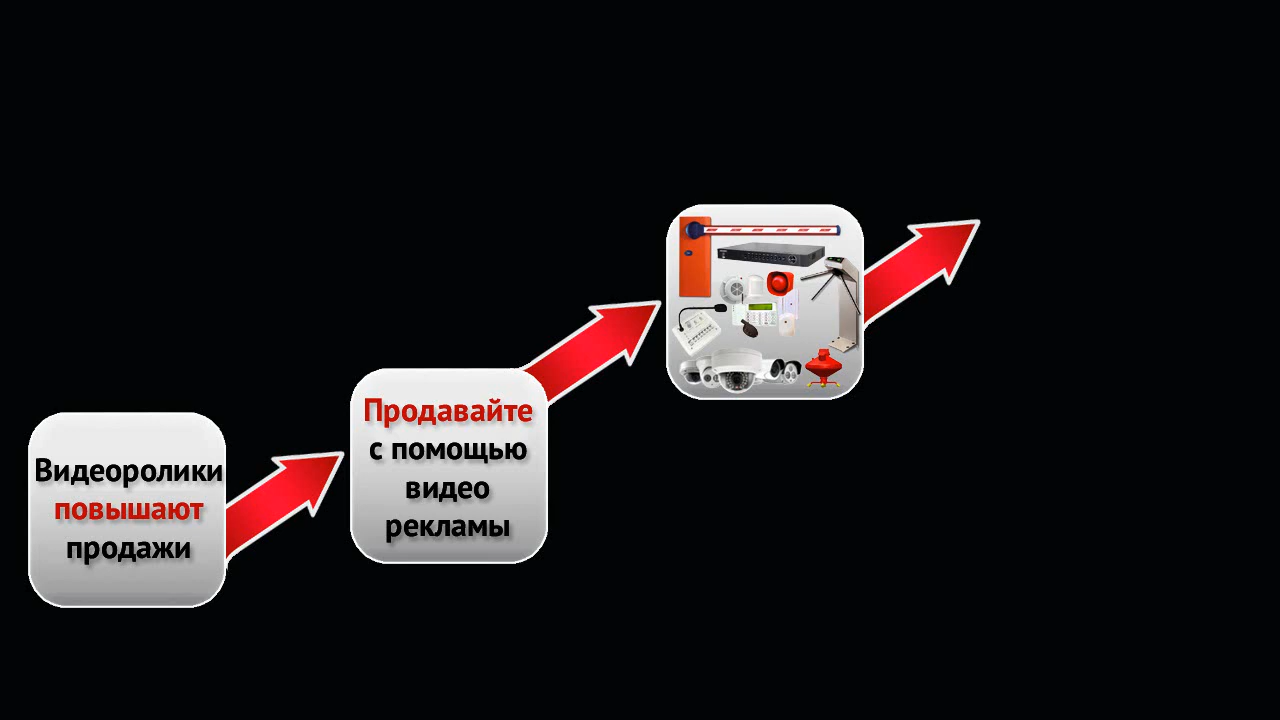 Видеоролики
повышают
продажи
Продавайте
с помощью
видео
рекламы